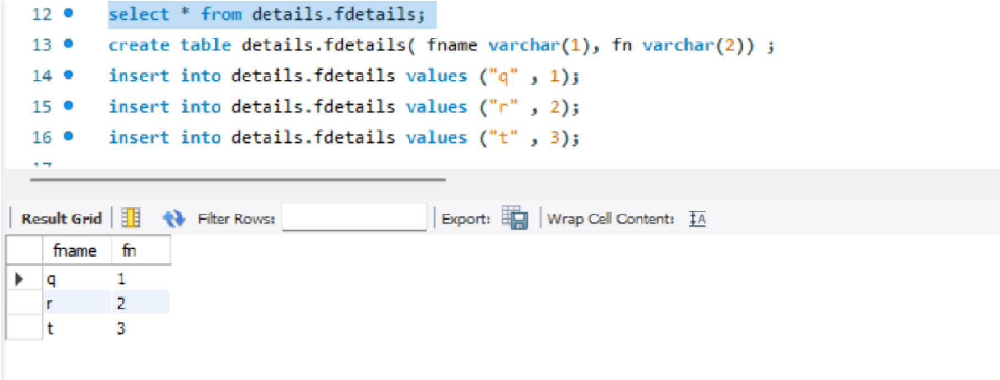 12 select * from details.fdetails;
13 create table details.fdetails( fname varchar(1), fn varchar(2)) ;
14 insert into details.fdetails values ("q" , 1);
15 insert into details.fdetails values ("r" , 2);
16 insert into details.fdetails values ("t" , 3);
17
Result Grid Filter Rows: Export: Wrap Cell Content: A
fname fn
q 1
r 2
t 3